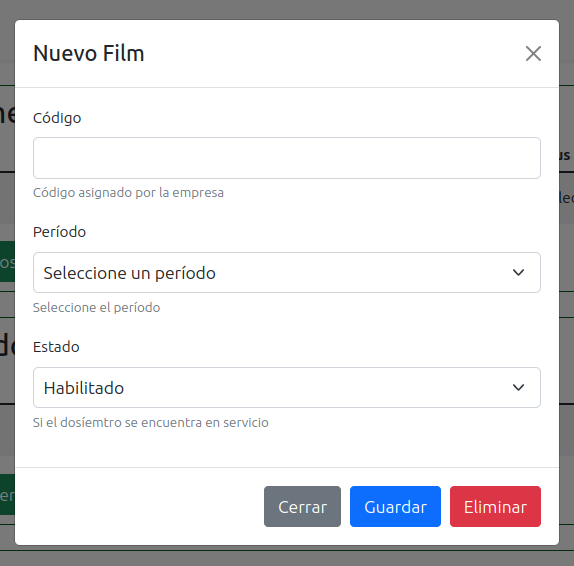 Nuevo Film
Código
Código asignado por la empresa
Período
Seleccione un período
Seleccione el período
Estado
Habilitado
Si el dosíemtro se encuentra en servicio
Cerrar Guardar Eliminar